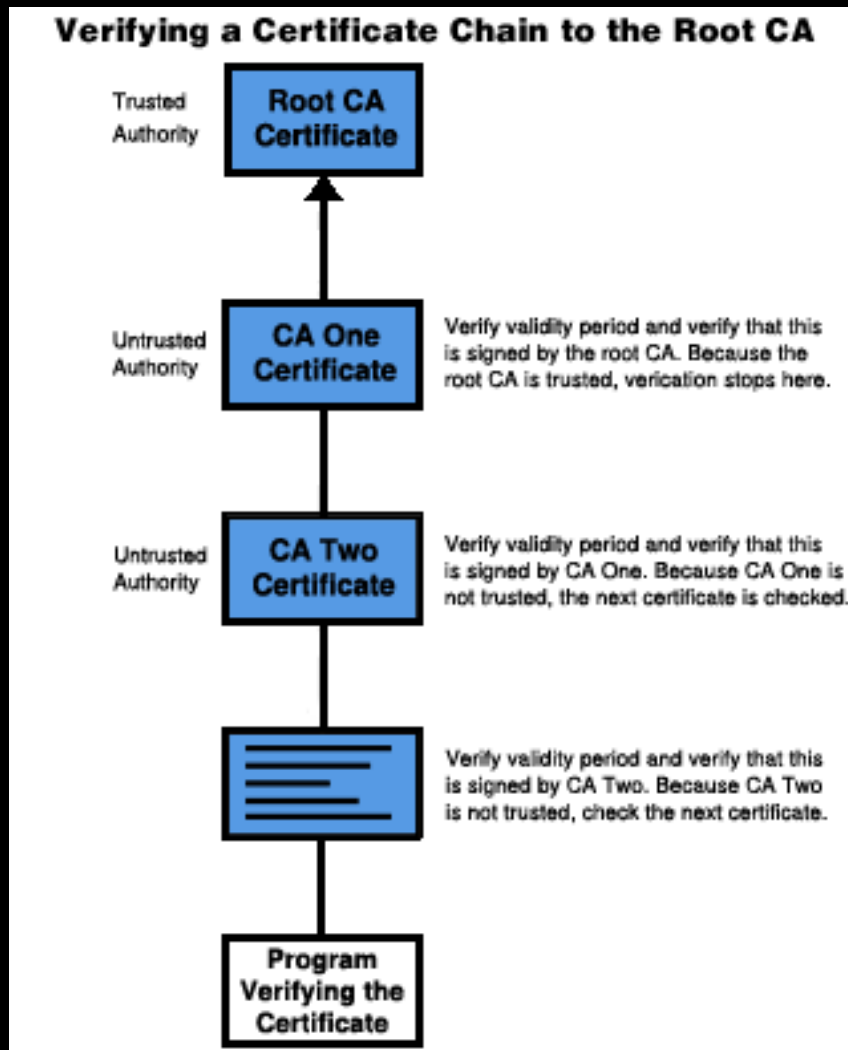 Verifying a Certificate Chain to the Root CA
Trusted
Authority
Root CA
Certificate
Untrusted
Authority
CA One
Certificate
Verify validity period and verify that this
is signed by the root CA. Because the
root CA is trusted, verication stops here.
Untrusted
Authority
CA Two
Certificate
Verify validity period and verify that this
is signed by CA One. Because CA One is
not trusted, the next certificate is checked.
Verify validity period and verify that this
is signed by CA Two. Because CA Two
is not trusted, check the next certificate.
Program
Verifying the
Certificate